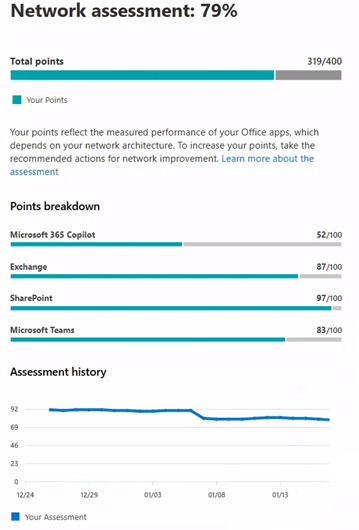 Network assessment: 79%
Total points 319/400
Your Points
Your points reflect the measured performance of your Office apps, which
depends on your network architecture. To increase your points, take the
recommended actions for network improvement. Learn more about the
assessment
Points breakdown
Microsoft 365 Copilot 52/100
Exchange 87/100
SharePoint 97/100
Microsoft Teams 83/100
Assessment history
92
69
46
23
0
12/24 12/29 01/03 01/08 01/13
Your Assessment